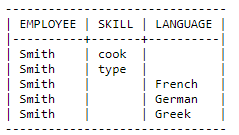 -------------------------------
| EMPLOYEE | SKILL | LANGUAGE |
|----------+-------+----------|
| Smith    | cook  |          |
| Smith    | type  |          |
| Smith    |       | French   |
| Smith    |       | German   |
| Smith    |       | Greek    |
-------------------------------